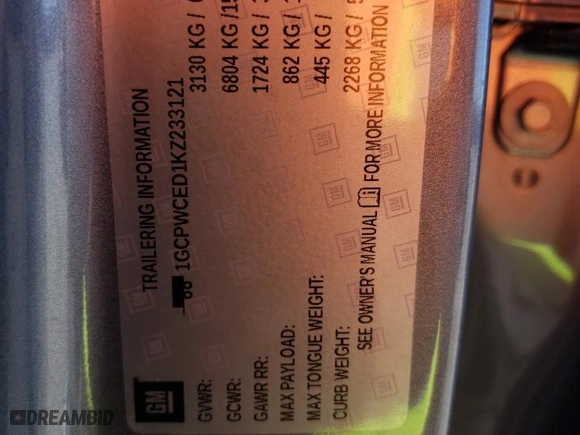 GM
TRAILERING INFORMATION
1GCPWCED1KZ233121
GVWR: 3130 KG /
GCWR: 6804 KG /15
GAWR RR: 1724 KG /
MAX PAYLOAD: 862 KG /
MAX TONGUE WEIGHT: 445 KG /
CURB WEIGHT: 2268 KG /
SEE OWNER'S MANUAL FOR MORE INFORMATION
DREAMBID